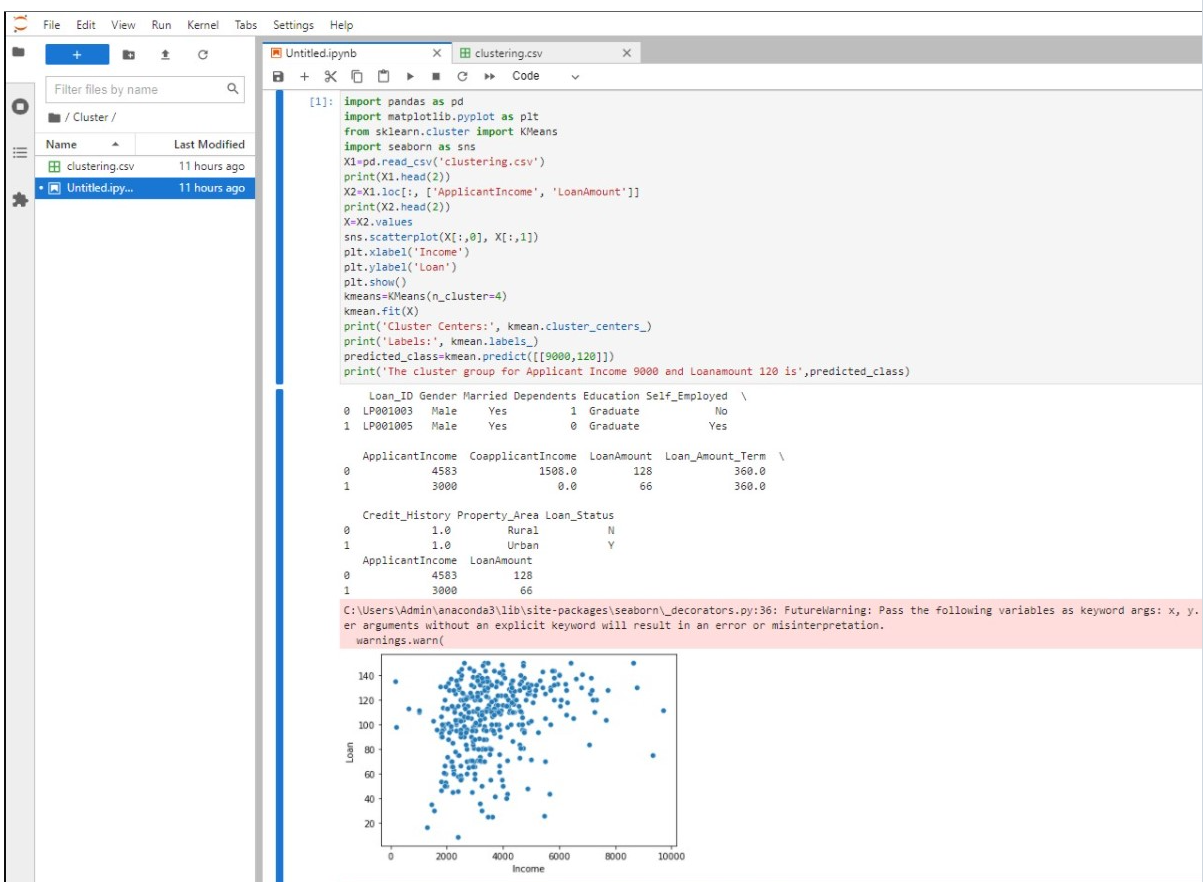 File Edit View Run Kernel Tabs Settings Help
Untitled.ipynb
clustering.csv
Code
Filter files by name
/ Cluster /
Name Last Modified
clustering.csv 11 hours ago
Untitled.ipy... 11 hours ago
[1]: import pandas as pd
import matplotlib.pyplot as plt
from sklearn.cluster import KMeans
import seaborn as sns
X1=pd.read_csv('clustering.csv')
print(X1.head(2))
X2=X1.loc[:, ['ApplicantIncome', 'LoanAmount']]
print(X2.head(2))
X=X2.values
sns.scatterplot(X[:,0], X[:,1])
plt.xlabel('Income')
plt.ylabel('Loan')
plt.show()
kmeans=KMeans(n_cluster=4)
kmean.fit(X)
print('Cluster Centers:', kmean.cluster_centers_)
print('Labels:', kmean.labels_)
predicted_class=kmean.predict([[9000,120]])
print('The cluster group for Applicant Income 9000 and Loanamount 120 is',predicted_class)
Loan_ID Gender Married Dependents Education Self_Employed \
0 LP001003 Male Yes 1 Graduate No
1 LP001005 Male Yes 0 Graduate Yes
ApplicantIncome CoapplicantIncome LoanAmount Loan_Amount_Term \
0 4583 1508.0 128 360.0
1 3000 0.0 66 360.0
Credit_History Property_Area Loan_Status
0 1.0 Rural N
1 1.0 Urban Y
ApplicantIncome LoanAmount
0 4583 128
1 3000 66
C:\Users\Admin\anaconda3\lib\site-packages\seaborn\_decorators.py:36: FutureWarning: Pass the following variables as keyword args: x, y.
er arguments without an explicit keyword will result in an error or misinterpretation.
warnings.warn(
140
120
100
80
60
40
20
Loan
0 2000 4000 6000 8000 10000
Income